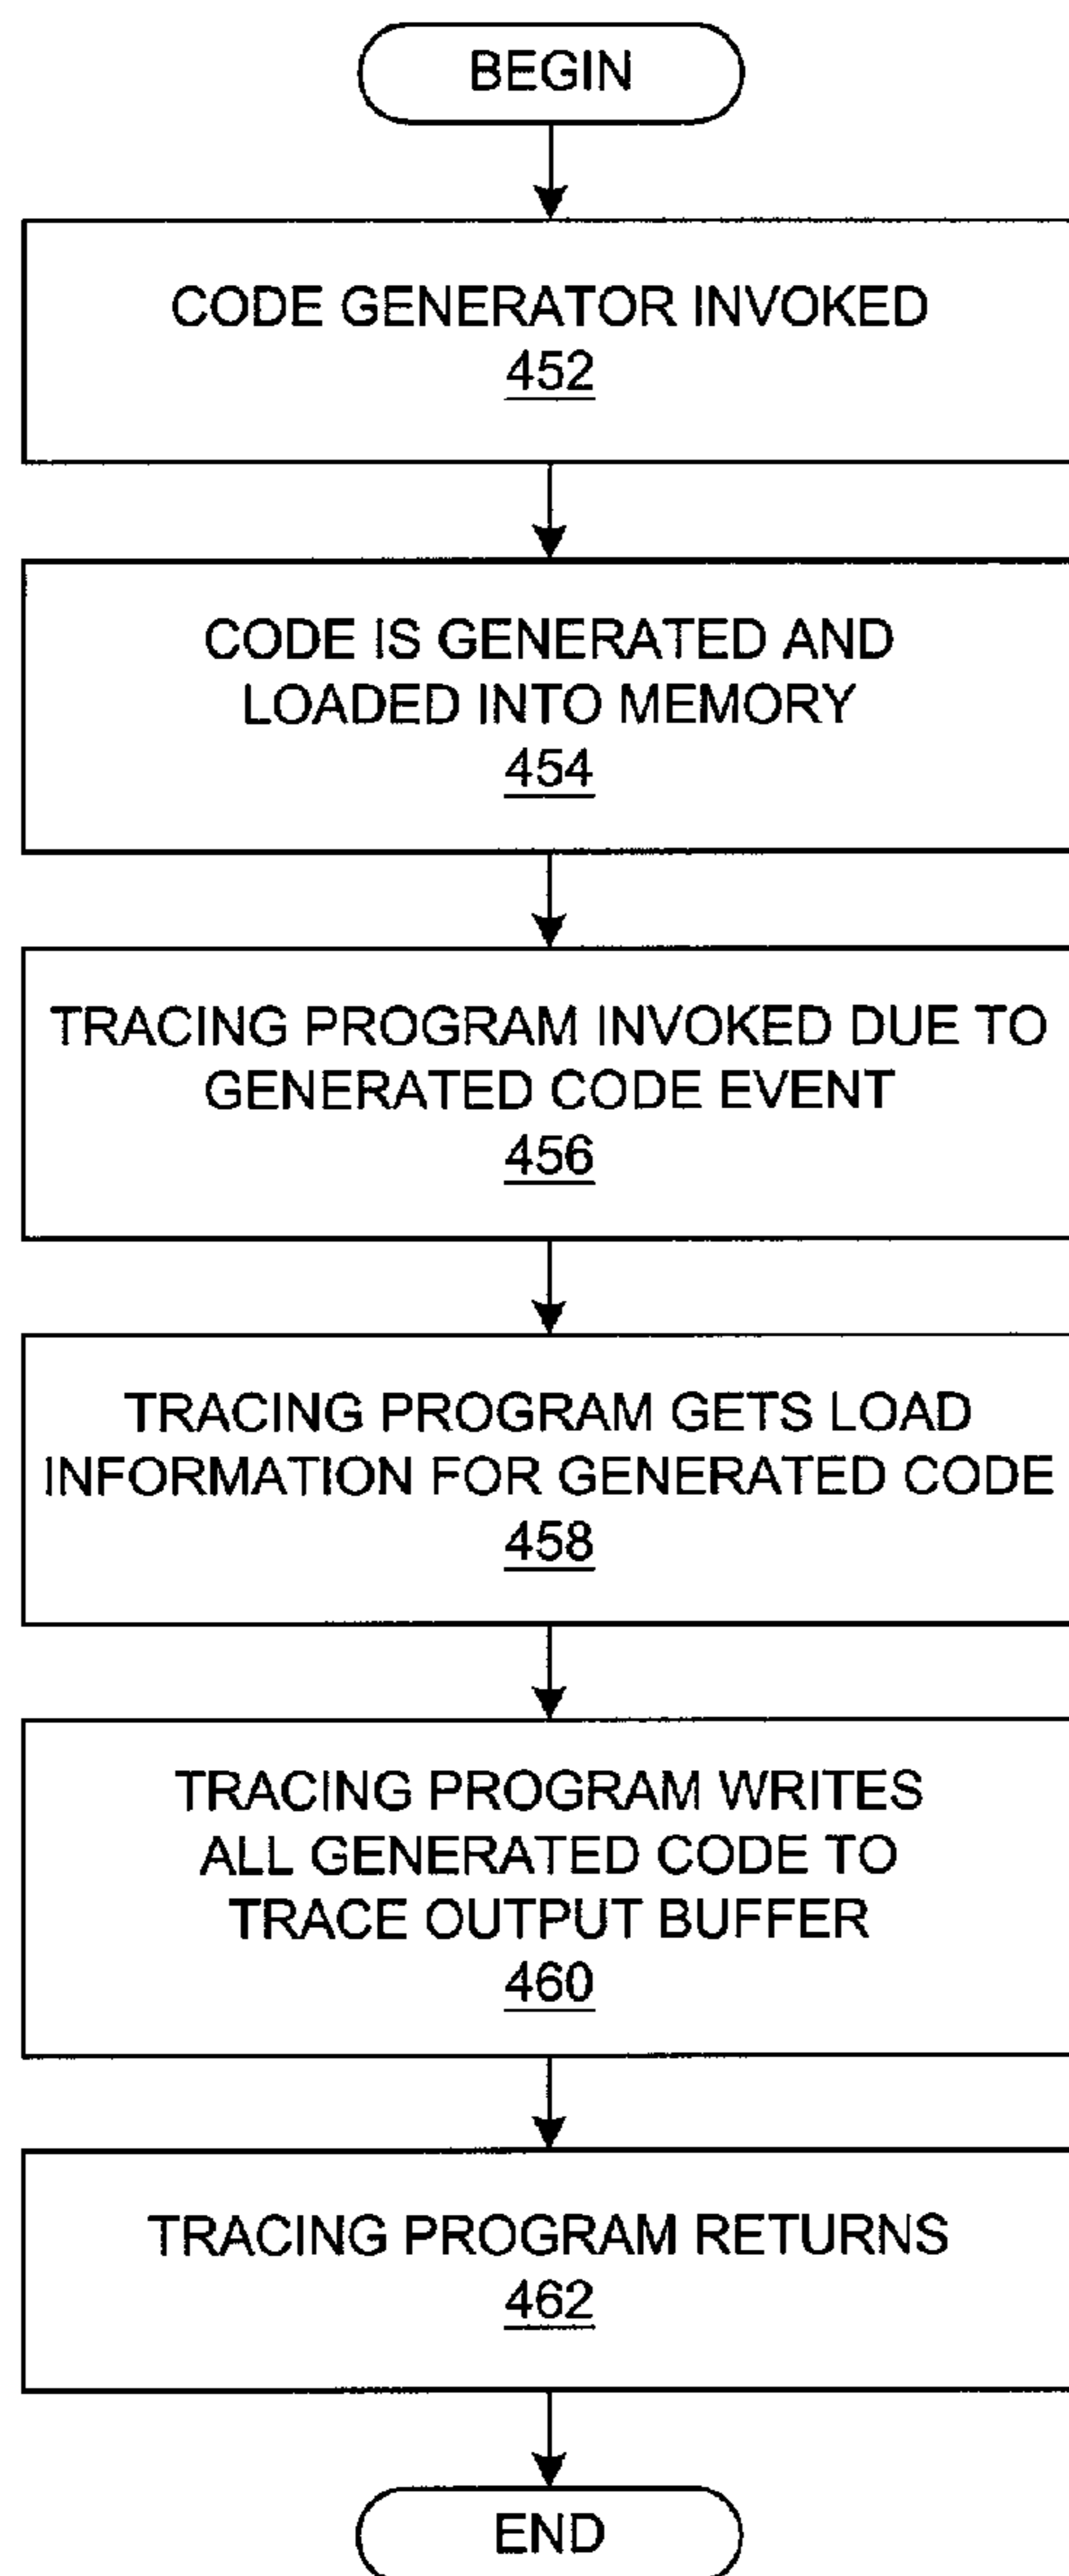 BEGIN
CODE GENERATOR INVOKED
452
CODE IS GENERATED AND
LOADED INTO MEMORY
454
TRACING PROGRAM INVOKED DUE TO
GENERATED CODE EVENT
456
TRACING PROGRAM GETS LOAD
INFORMATION FOR GENERATED CODE
458
TRACING PROGRAM WRITES
ALL GENERATED CODE TO
TRACE OUTPUT BUFFER
460
TRACING PROGRAM RETURNS
462
END